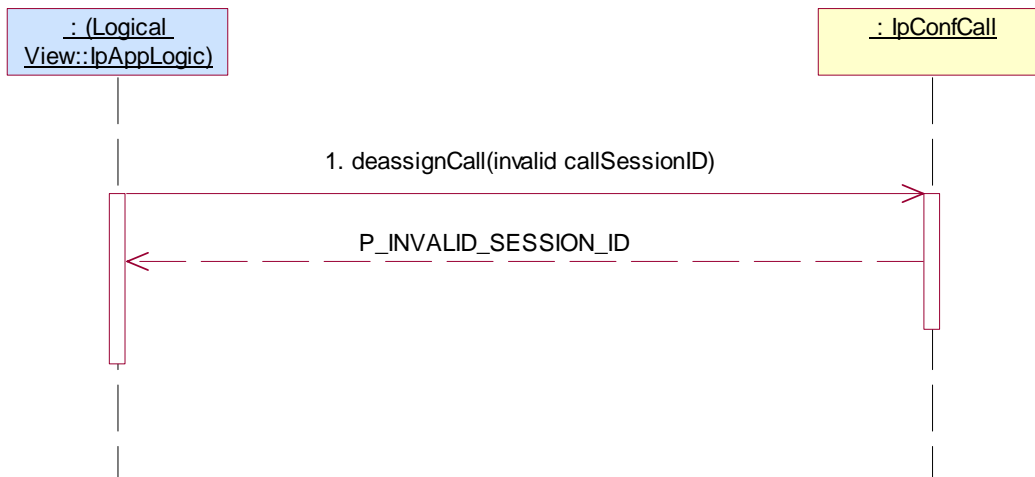 : (Logical
View::IpAppLogic)
: IpConfCall
1. deassignCall(invalid callSessionID)
P_INVALID_SESSION_ID